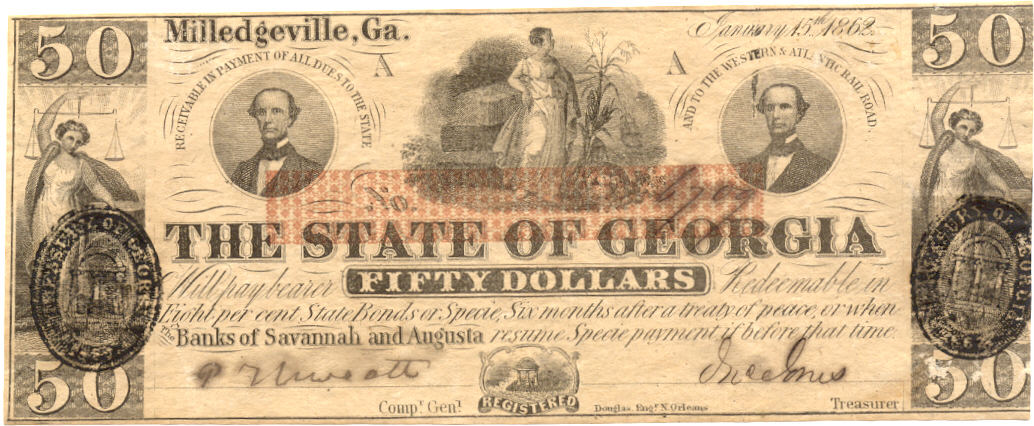 50 Milledgeville, Ga. January 15th 1862. 50
RECEIVABLE IN PAYMENT OF ALL DUES TO THE STATE
A A
AND TO THE WESTERN & ATLANTIC RAIL ROAD.
No.
THE STATE OF GEORGIA
Will pay bearer FIFTY DOLLARS Redeemable in
Eight per cent State Bonds or Specie, Six months after a treaty of peace, or when
the Banks of Savannah and Augusta resume Specie payment if before that time.
Jno Jones
50 Compr. Genl. REGISTERED Douglas, Engr. N. Orleans Treasurer 50